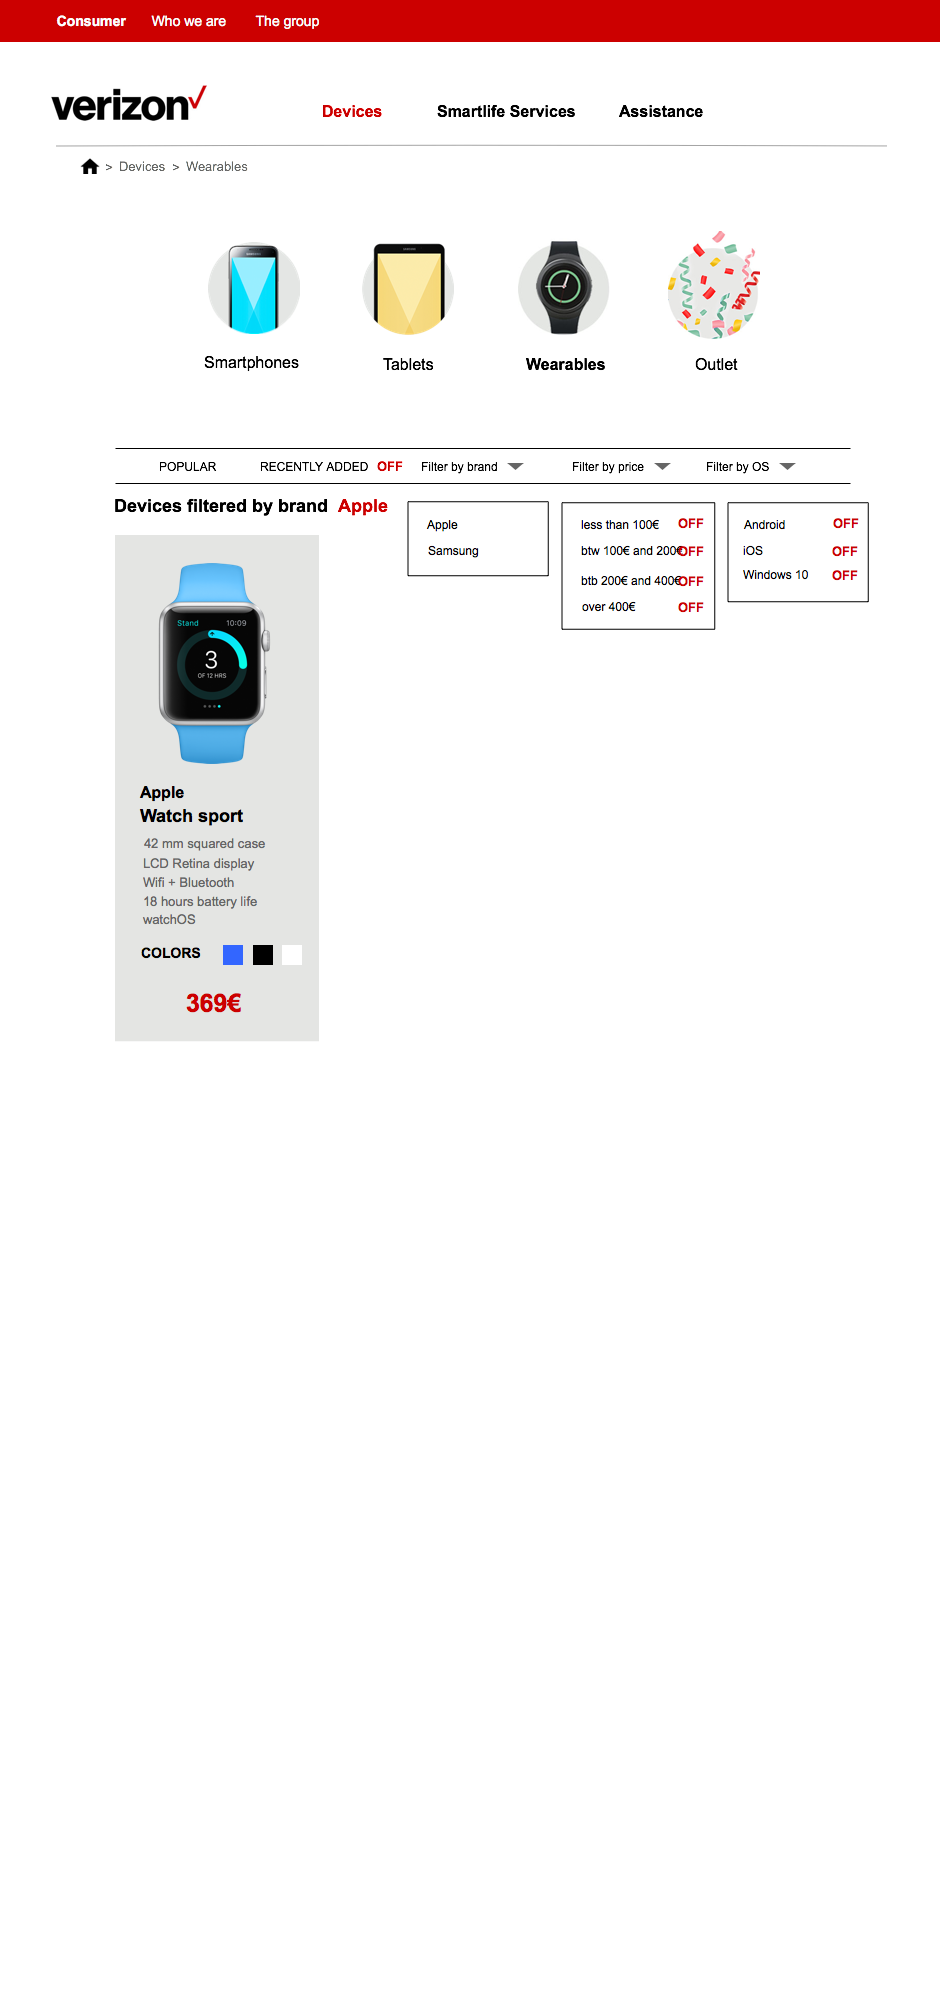 Consumer Who we are The group
verizon
Devices Smartlife Services Assistance
> Devices > Wearables
Smartphones Tablets Wearables Outlet
POPULAR RECENTLY ADDED OFF Filter by brand Filter by price Filter by OS
Devices filtered by brand Apple
Apple
Samsung
less than 100€ OFF
btw 100€ and 200€ OFF
btb 200€ and 400€ OFF
over 400€ OFF
Android OFF
iOS OFF
Windows 10 OFF
Stand 10:09
3
OF 12 HRS
Apple
Watch sport
42 mm squared case
LCD Retina display
Wifi + Bluetooth
18 hours battery life
watchOS
COLORS
369€